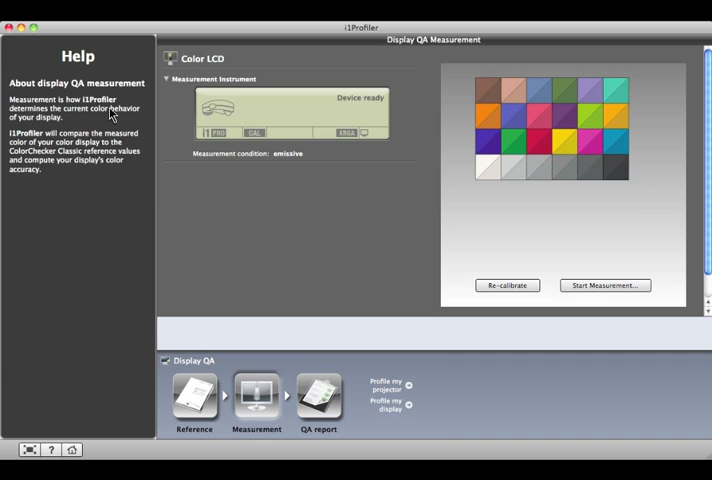 i1Profiler
Display QA Measurement
Help
About display QA measurement
Measurement is how i1Profiler
determines the current color behavior
of your display.
i1Profiler will compare the measured
color of your color display to the
ColorChecker Classic reference values
and compute your display's color
accuracy.
Color LCD
Measurement Instrument
Device ready
i1 PRO
CAL
XRGA
Measurement condition: emissive
Re-calibrate
Start Measurement...
Display QA
Profile my
projector
Profile my
display
Reference
Measurement
QA report
?